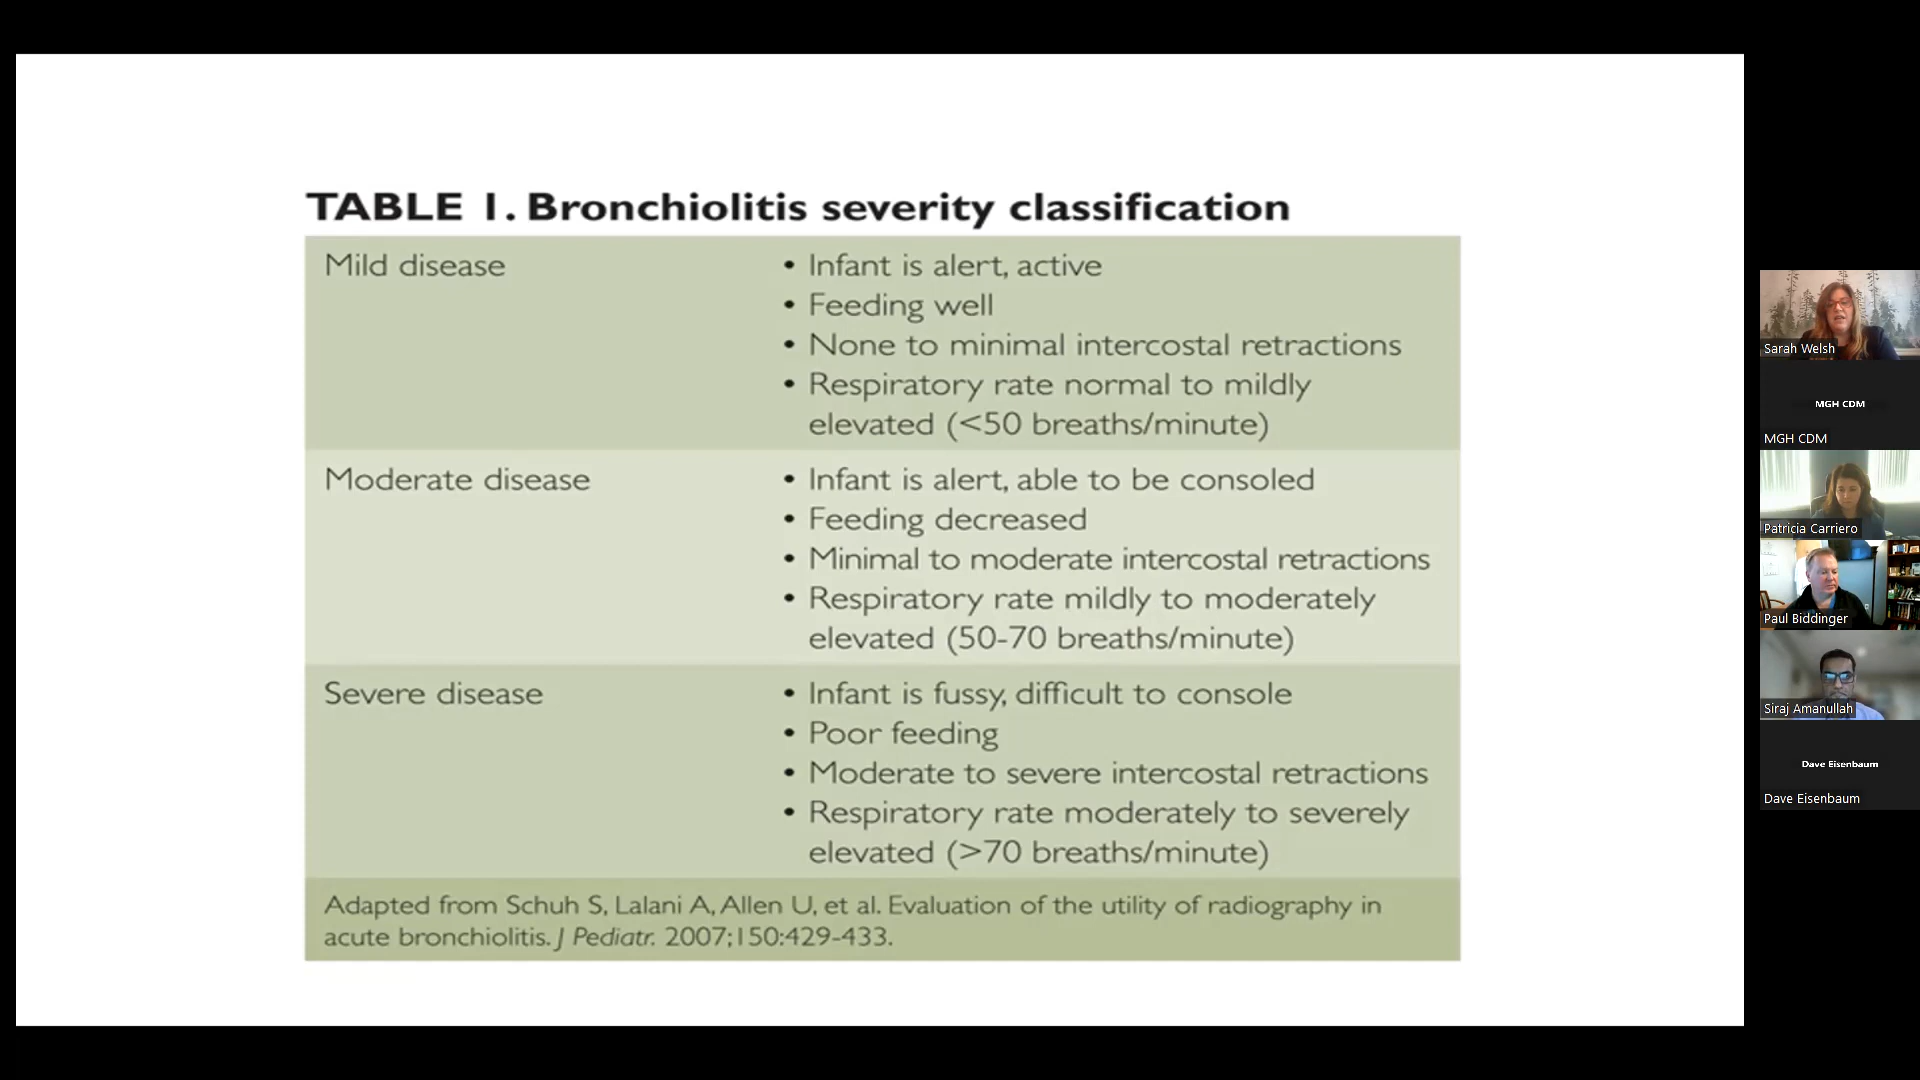 TABLE 1. Bronchiolitis severity classification
Mild disease
• Infant is alert, active
• Feeding well
• None to minimal intercostal retractions
• Respiratory rate normal to mildly
elevated (<50 breaths/minute)
Moderate disease
• Infant is alert, able to be consoled
• Feeding decreased
• Minimal to moderate intercostal retractions
• Respiratory rate mildly to moderately
elevated (50-70 breaths/minute)
Severe disease
• Infant is fussy, difficult to console
• Poor feeding
• Moderate to severe intercostal retractions
• Respiratory rate moderately to severely
elevated (>70 breaths/minute)
Adapted from Schuh S, Lalani A, Allen U, et al. Evaluation of the utility of radiography in
acute bronchiolitis. J Pediatr. 2007;150:429-433.
Sarah Welsh
MGH CDM
MGH CDM
Patricia Carriero
Paul Biddinger
Siraj Amanullah
Dave Eisenbaum
Dave Eisenbaum